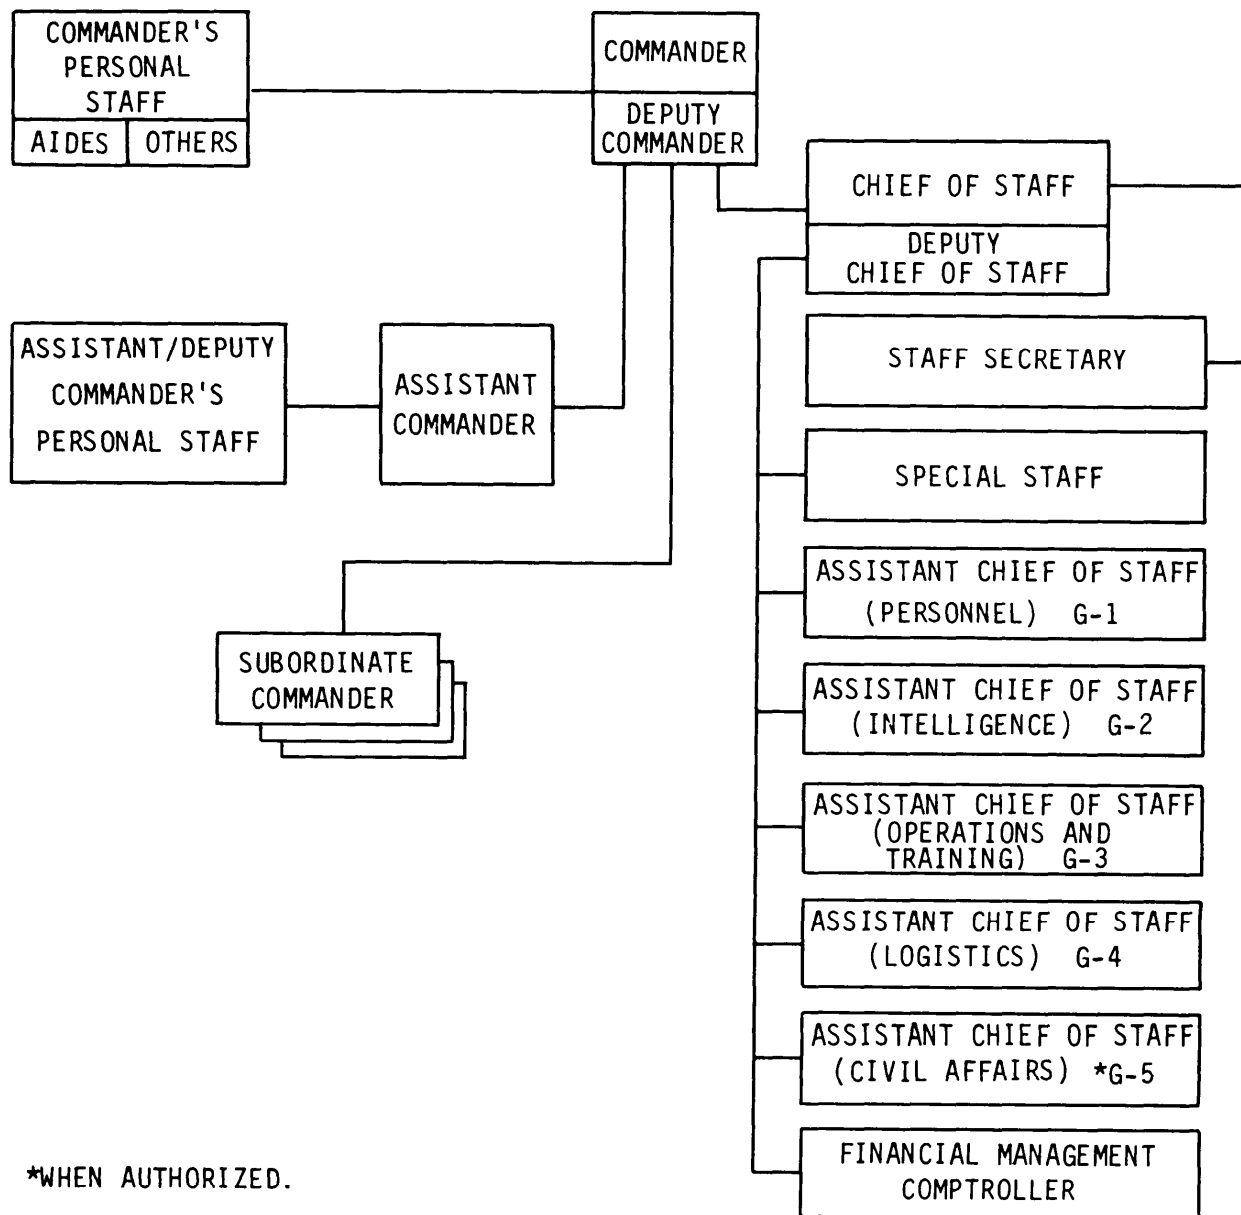 COMMANDER'S
PERSONAL
STAFF
AIDES
OTHERS
COMMANDER
DEPUTY
COMMANDER
CHIEF OF STAFF
DEPUTY
CHIEF OF STAFF
ASSISTANT/DEPUTY
COMMANDER'S
PERSONAL STAFF
ASSISTANT
COMMANDER
STAFF SECRETARY
SPECIAL STAFF
SUBORDINATE
COMMANDER
ASSISTANT CHIEF OF STAFF
(PERSONNEL) G-1
ASSISTANT CHIEF OF STAFF
(INTELLIGENCE) G-2
ASSISTANT CHIEF OF STAFF
(OPERATIONS AND
TRAINING) G-3
ASSISTANT CHIEF OF STAFF
(LOGISTICS) G-4
ASSISTANT CHIEF OF STAFF
(CIVIL AFFAIRS) *G-5
FINANCIAL MANAGEMENT
COMPTROLLER
*WHEN AUTHORIZED.